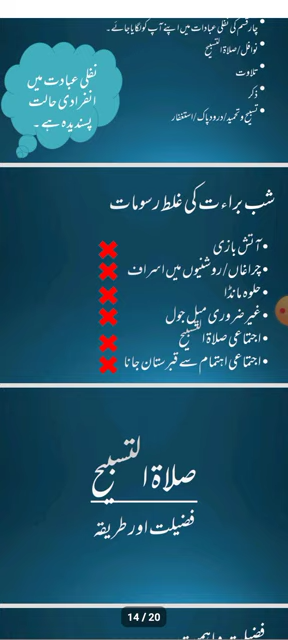 چار قسم کی نفلی عبادات میں اپنے آپ کو لگایا جائے۔
نوافل/صلاۃ التسبیح
تلاوت
ذکر
تسبیح و تحمید/درود پاک/استغفار
نفلی عبادت میں
انفرادی حالت
پسندیدہ ہے۔
شب براءت کی غلط رسومات
آتش بازی
چراغاں/روشنیوں میں اسراف
حلوہ مانڈا
غیر ضروری میل جول
اجتماعی صلاۃ التسبیح
اجتماعی اہتمام سے قبرستان جانا
صلاۃ التسبیح
فضیلت اور طریقہ
14 / 20